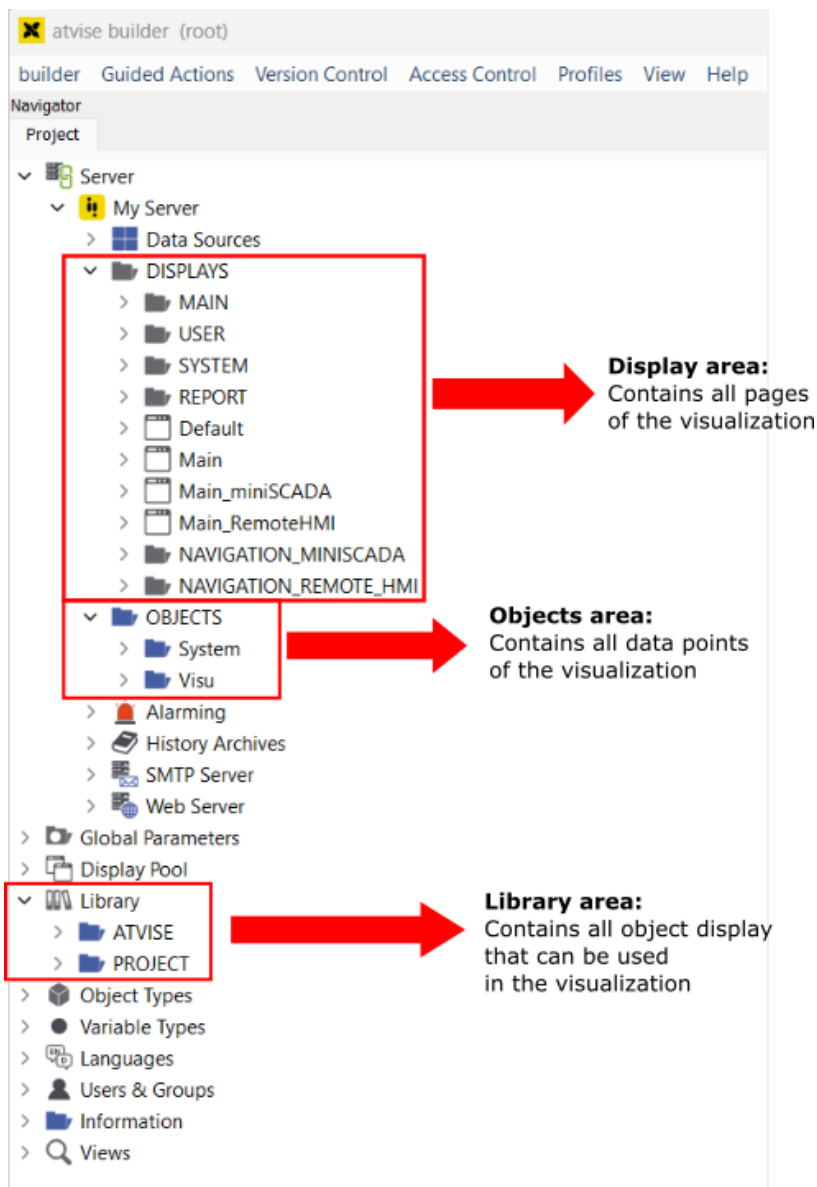 atvise builder (root)
builder Guided Actions Version Control Access Control Profiles View Help
Navigator
Project
Server
My Server
Data Sources
DISPLAYS
MAIN
USER
SYSTEM
REPORT
Default
Main
Main_miniSCADA
Main_RemoteHMI
NAVIGATION_MINISCADA
NAVIGATION_REMOTE_HMI
Display area:
Contains all pages
of the visualization
OBJECTS
System
Visu
Objects area:
Contains all data points
of the visualization
Alarming
History Archives
SMTP Server
Web Server
Global Parameters
Display Pool
Library
ATVISE
PROJECT
Library area:
Contains all object display
that can be used
in the visualization
Object Types
Variable Types
Languages
Users & Groups
Information
Views